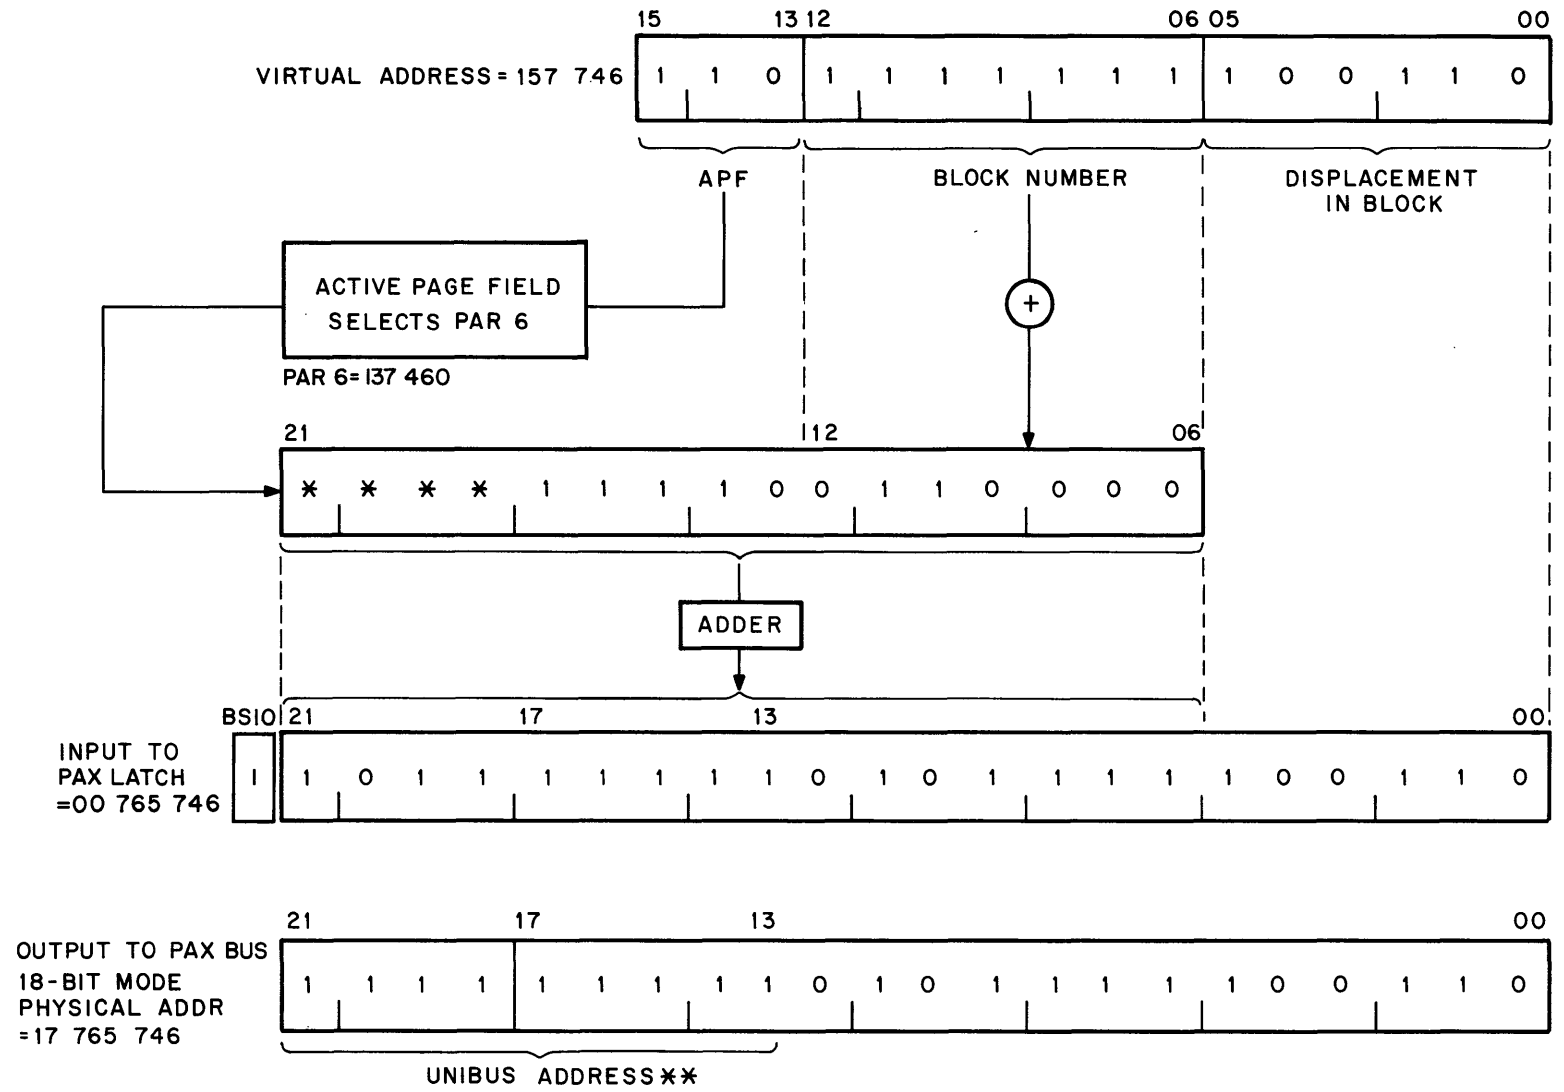 15 13 12 06 05 00
VIRTUAL ADDRESS = 157 746 1 1 0 1 1 1 1 1 1 1 1 0 0 1 1 0
APF BLOCK NUMBER DISPLACEMENT
IN BLOCK
ACTIVE PAGE FIELD
SELECTS PAR 6
+
PAR 6= 137 460
21 12 06
* * * * 1 1 1 1 0 0 1 1 0 0 0 0
ADDER
BSIO 21 17 13 00
INPUT TO
PAX LATCH
=00 765 746
1 1 0 1 1 1 1 1 1 1 0 1 0 1 1 1 1 1 0 0 1 1 0
21 17 13 00
OUTPUT TO PAX BUS
18-BIT MODE
PHYSICAL ADDR
=17 765 746
1 1 1 1 1 1 1 1 1 0 1 0 1 1 1 1 1 0 0 1 1 0
UNIBUS ADDRESS**